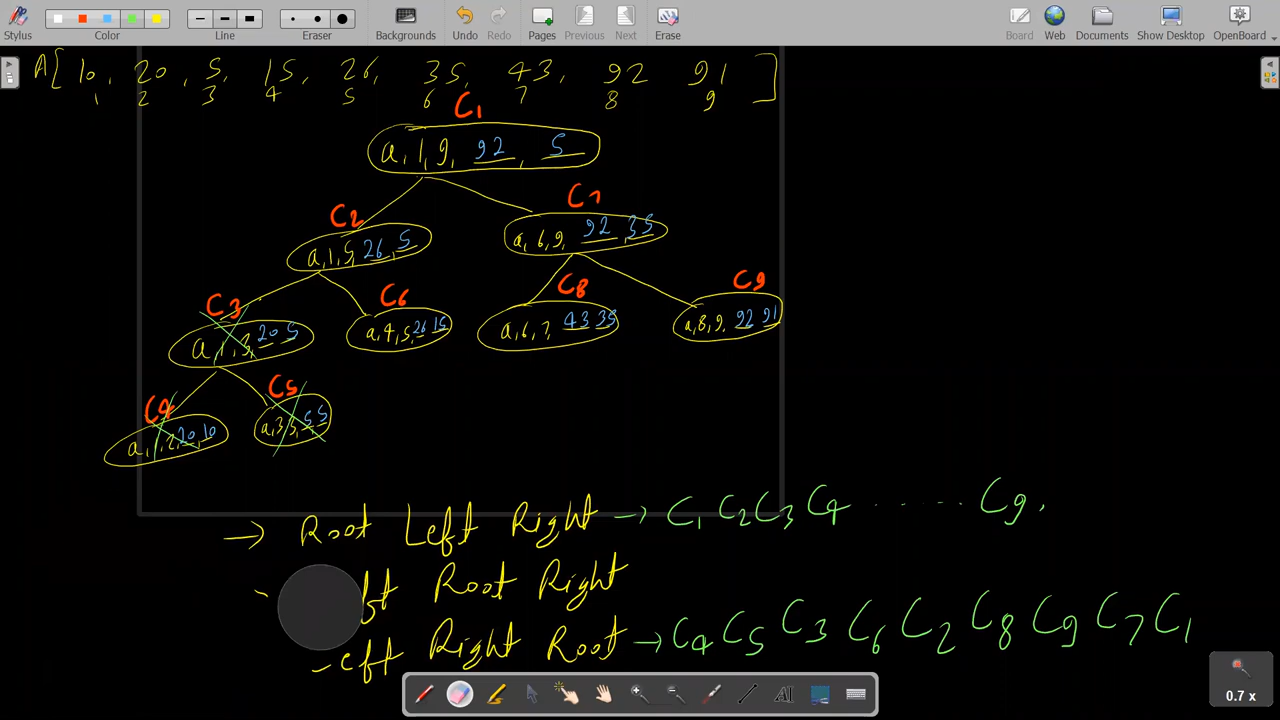 Stylus Color Line Eraser Backgrounds Undo Redo Pages Previous Next Erase Board Web Documents Show Desktop OpenBoard
A[ 10, 20, 5, 15, 26, 35, 43, 92 91 ]
1 2 3 4 5 6 7 8 9
C1
a, 1, 9, 92, 5
C2 C7
a, 1, 5, 26, 5 a, 6, 9, 92, 35
C3 C6 C8 C9
a, 1, 3, 20 5 a, 4, 5, 26 15 a, 6, 7, 43 35 a, 8, 9, 92 91
C4 C5
a, 1, 2, 20, 10 a, 3, 3, 5, 5
→ Root Left Right → C1 C2 C3 C4 ...... C9.
Root Right
Right Root → C4 C5 C3 C6 C2 C8 C9 C7 C1
AI
0.7 x